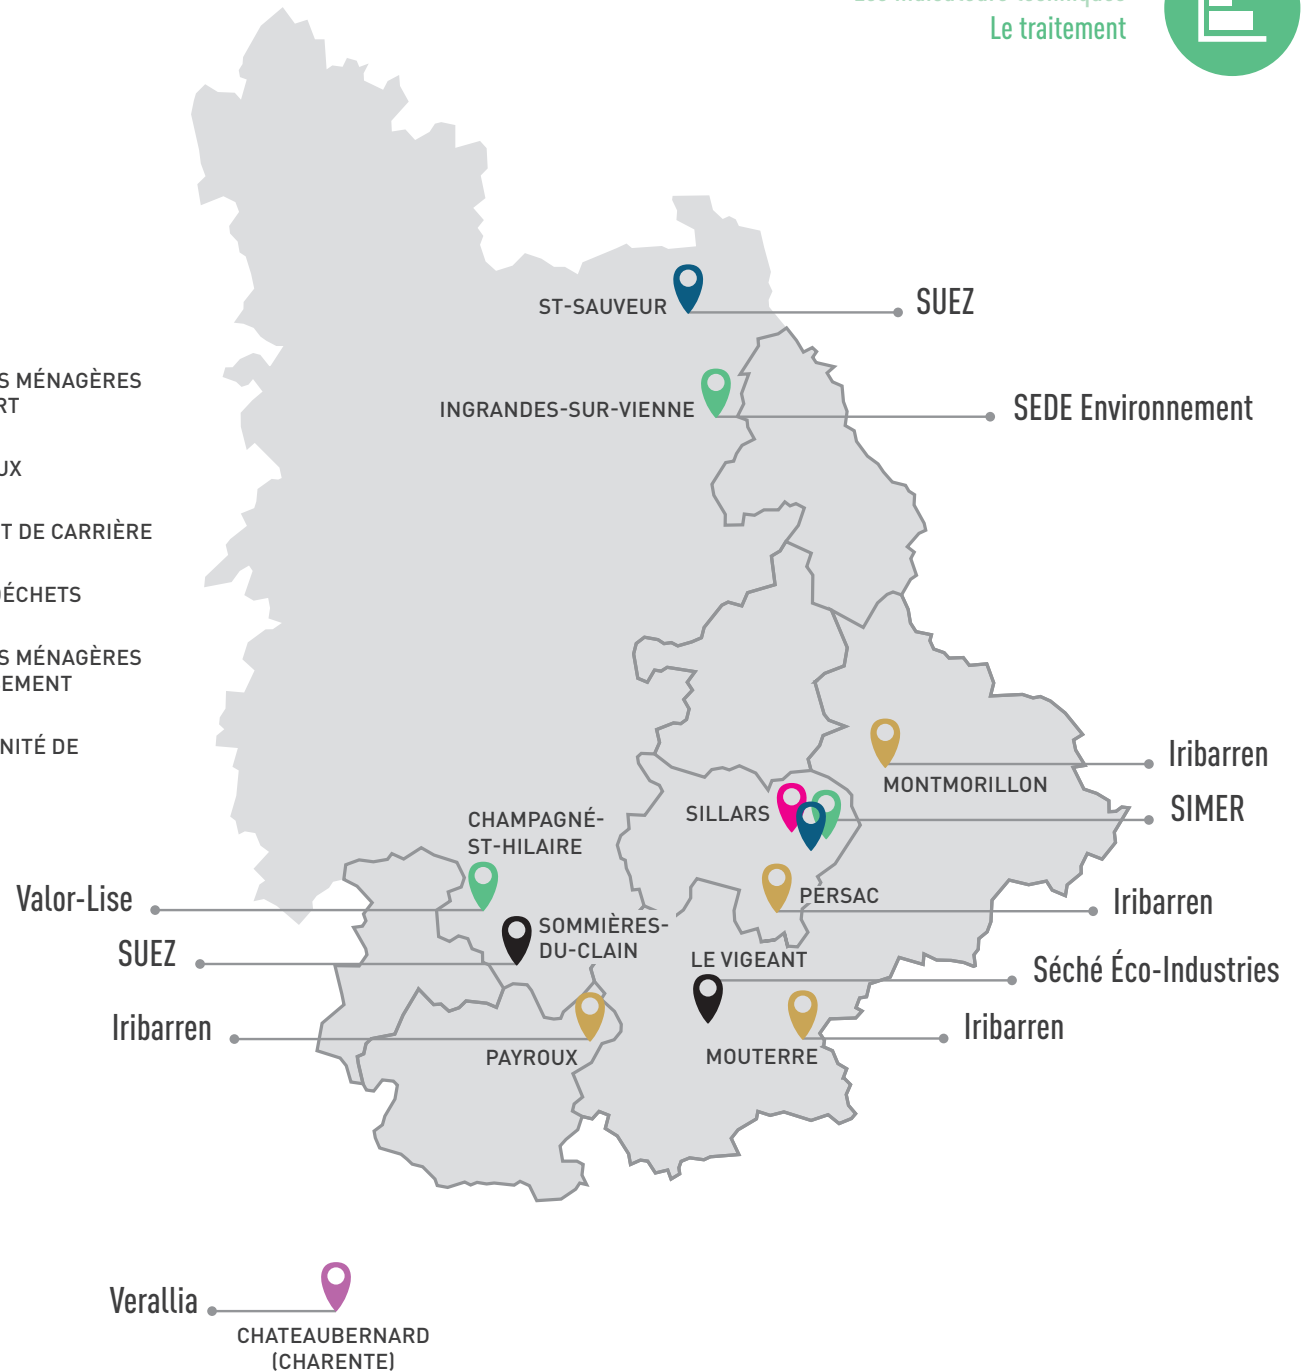 Le traitement
ST-SAUVEUR
SUEZ
S MÉNAGÈRES
RT
INGRANDES-SUR-VIENNE
SEDE Environnement
UX
T DE CARRIÈRE
DÉCHETS
S MÉNAGÈRES
EMENT
NITÉ DE
Iribarren
MONTMORILLON
SILLARS
SIMER
CHAMPAGNÉ-
ST-HILAIRE
Valor-Lise
PERSAC
Iribarren
SOMMIÈRES-
DU-CLAIN
SUEZ
LE VIGEANT
Séché Éco-Industries
Iribarren
PAYROUX
MOUTERRE
Iribarren
Verallia
CHATEAUBERNARD
(CHARENTE)